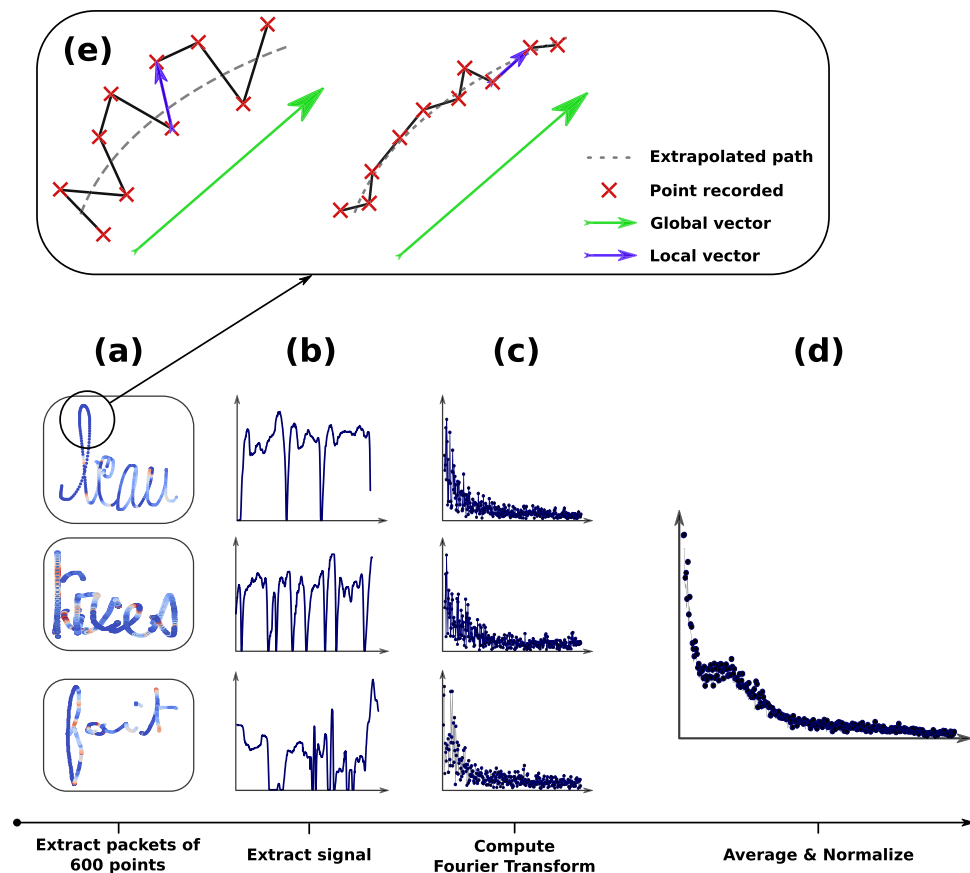 (e)
Extrapolated path
Point recorded
Global vector
Local vector
(a) (b) (c) (d)
leau
fait
Extract packets of
600 points
Extract signal
Compute
Fourier Transform
Average & Normalize